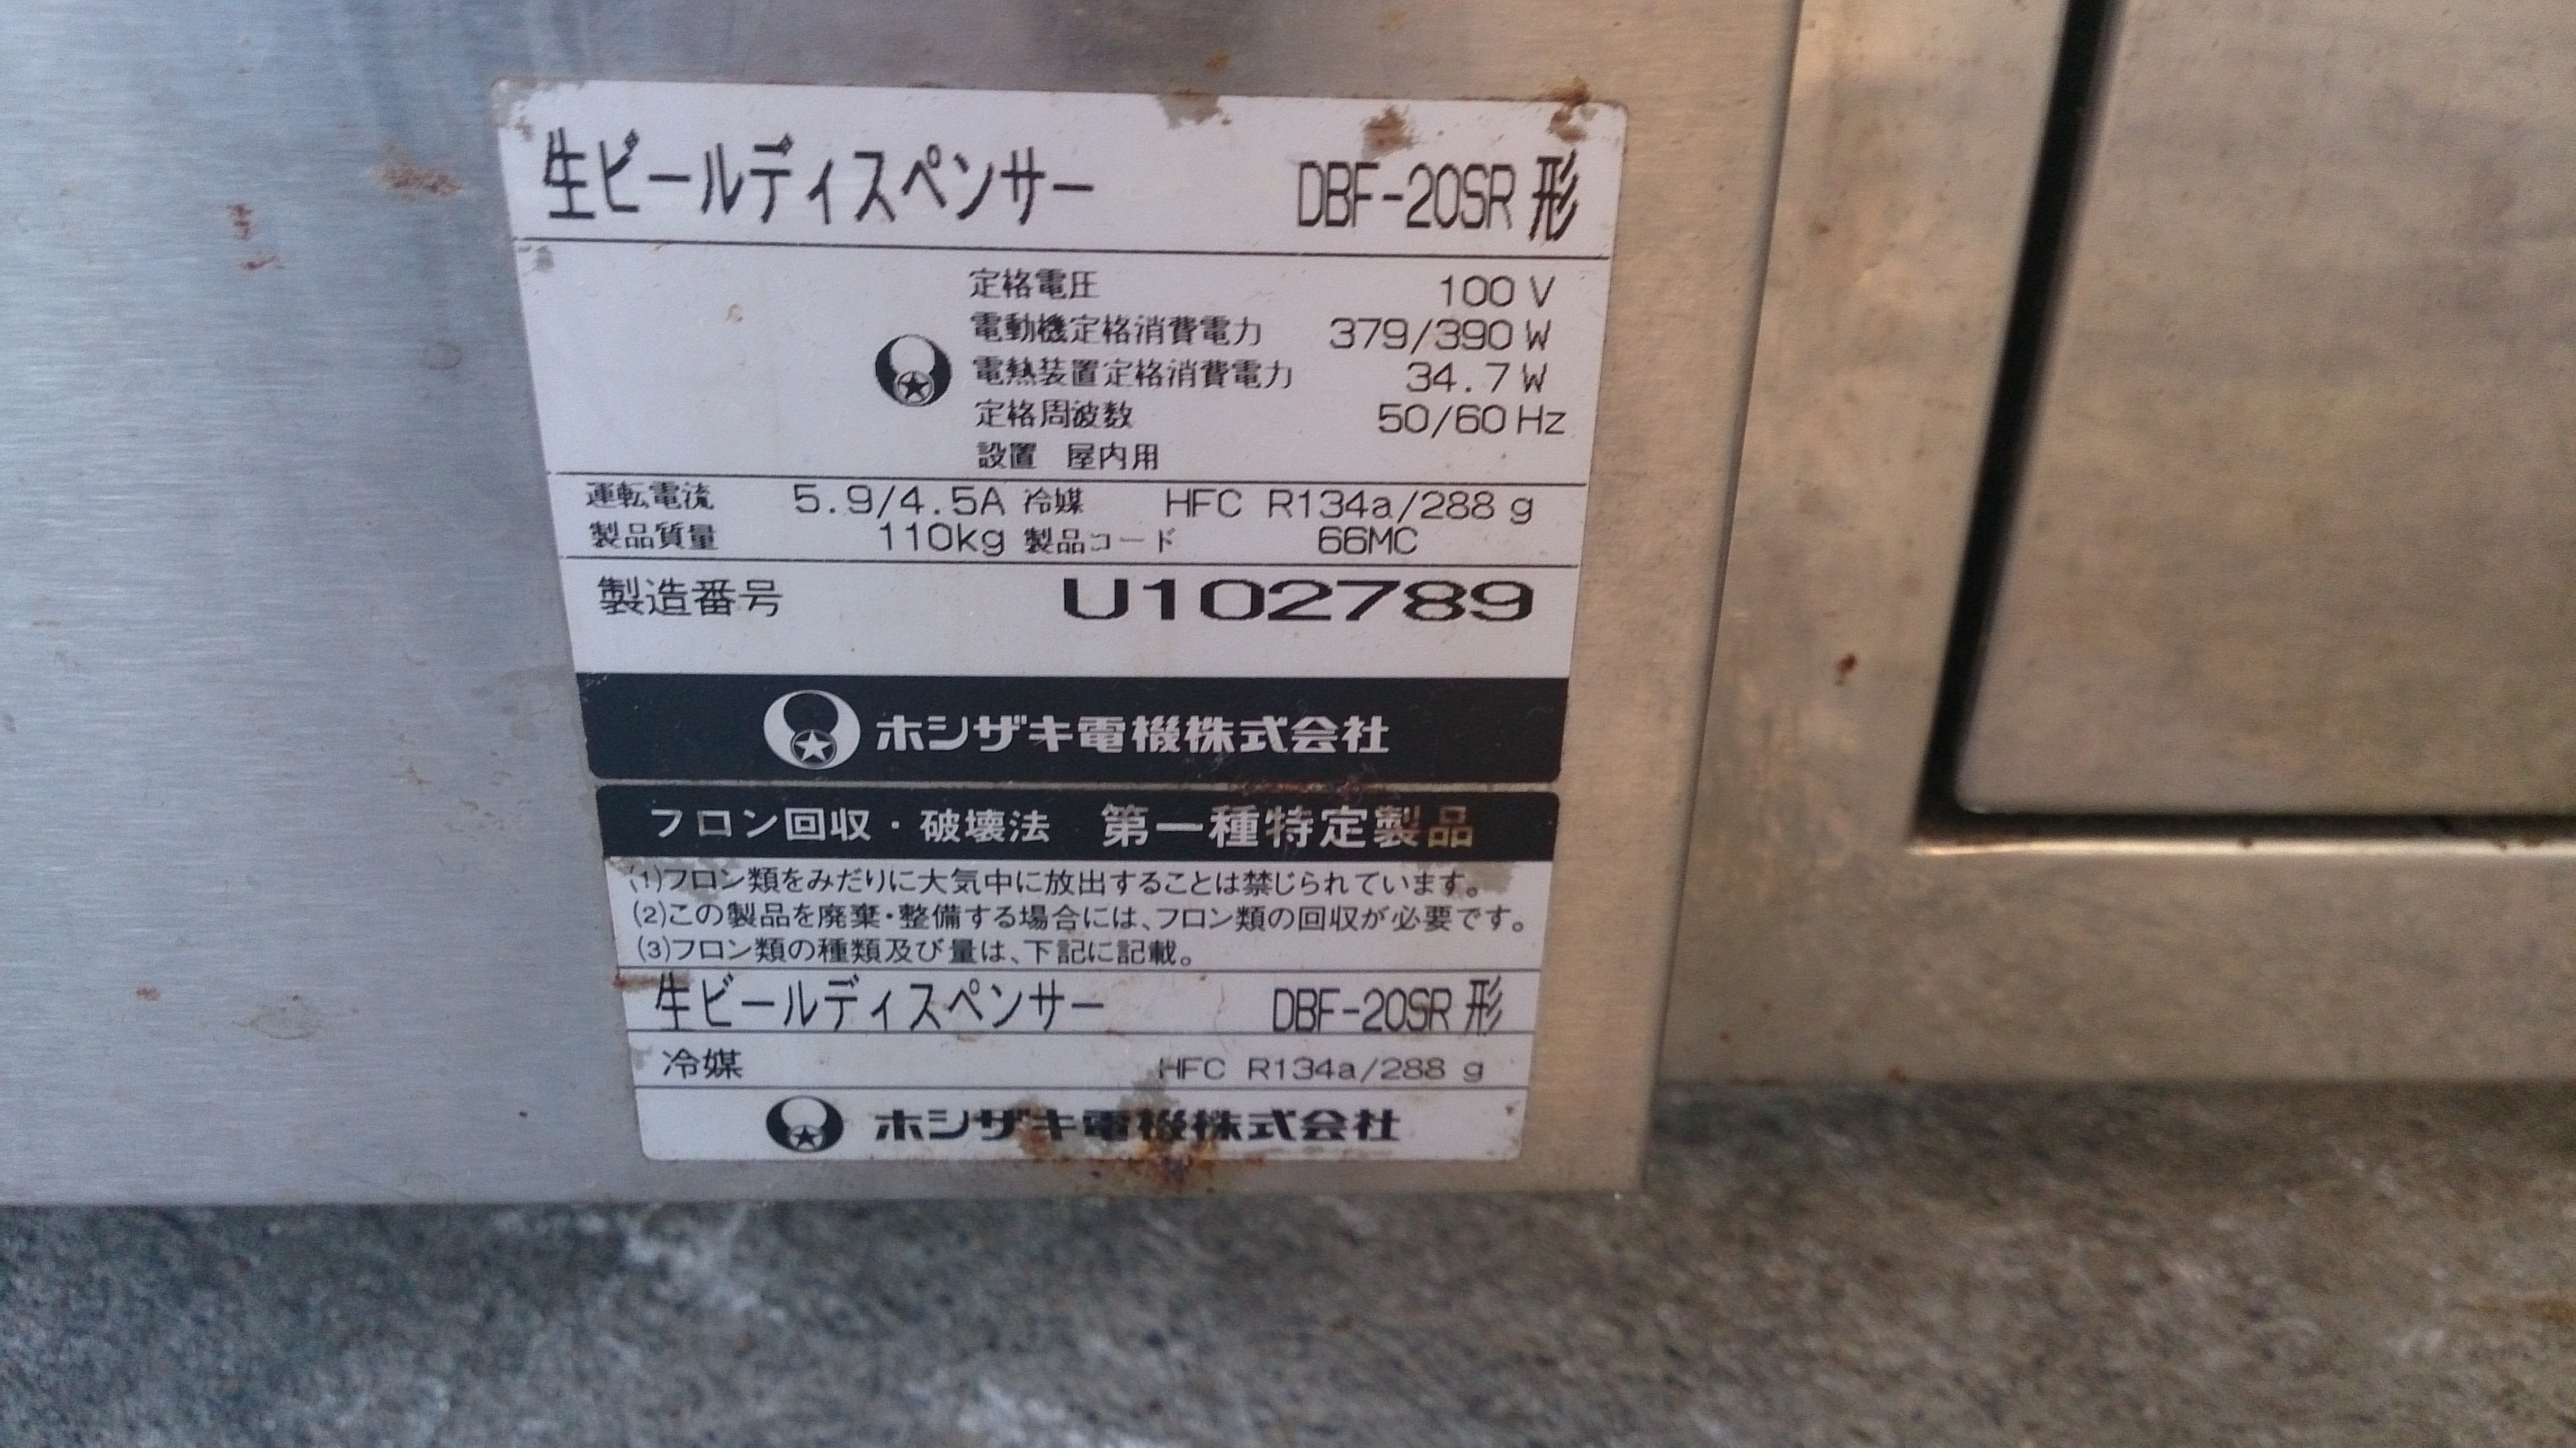 生ビールディスペンサー DBF-20SR 形
定格電圧 100 V
電動機定格消費電力 379/390 W
電熱装置定格消費電力 34.7 W
定格周波数 50/60 Hz
設置 屋内用
運転電流 5.9/4.5A 冷媒 HFC R134a/288 g
製品質量 110kg 製品コード 66MC
製造番号 U102789
ホシザキ電機株式会社
フロン回収・破壊法 第一種特定製品
(1)フロン類をみだりに大気中に放出することは禁じられています。
(2)この製品を廃棄・整備する場合には、フロン類の回収が必要です。
(3)フロン類の種類及び量は、下記に記載。
生ビールディスペンサー DBF-20SR 形
冷媒 HFC R134a/288 g
ホシザキ電機株式会社